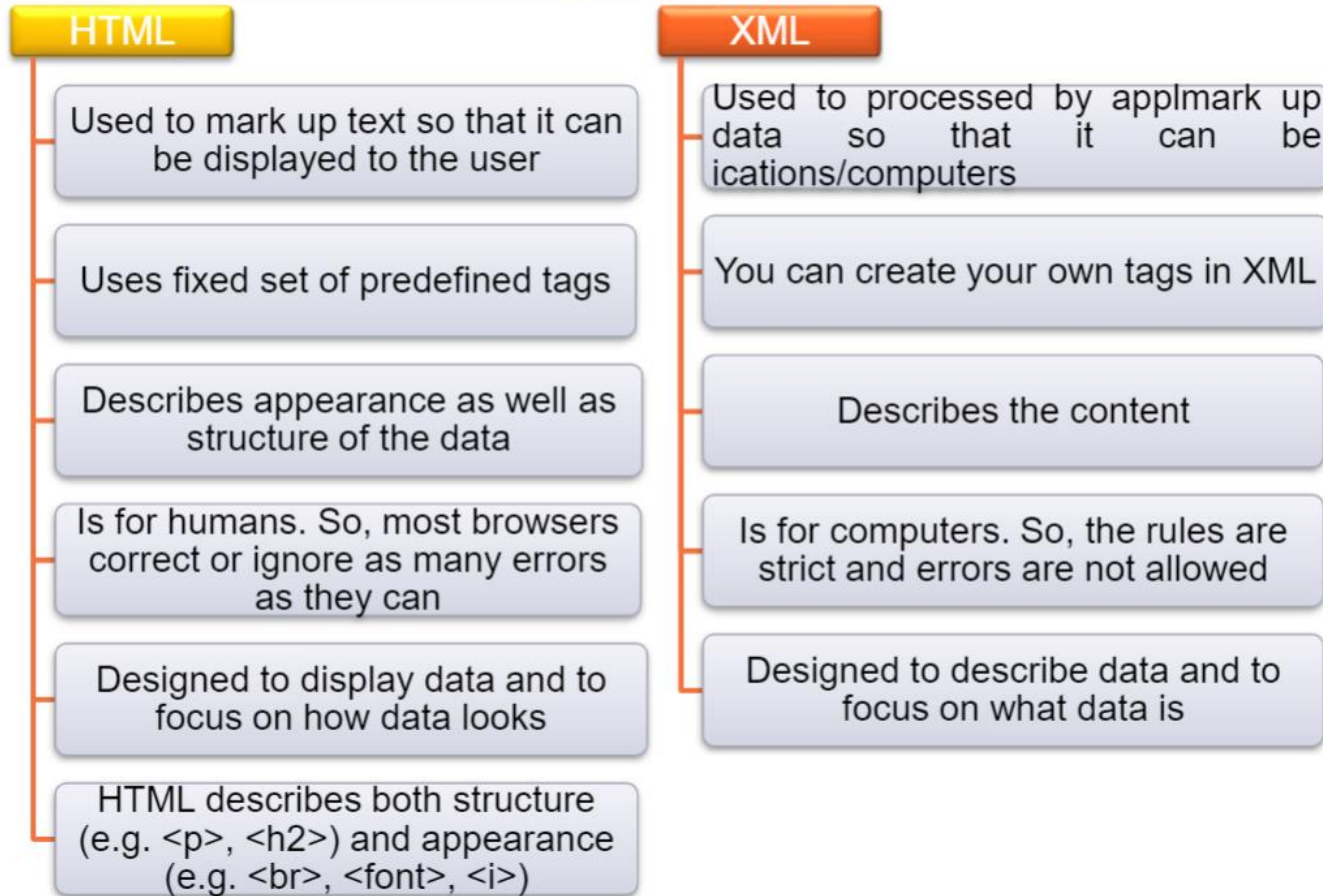 HTML
Used to mark up text so that it can
be displayed to the user
Uses fixed set of predefined tags
Describes appearance as well as
structure of the data
Is for humans. So, most browsers
correct or ignore as many errors
as they can
Designed to display data and to
focus on how data looks
HTML describes both structure
(e.g. <p>, <h2>) and appearance
(e.g. <br>, <font>, <i>)
XML
Used to processed by applmark up
data so that it can be
ications/computers
You can create your own tags in XML
Describes the content
Is for computers. So, the rules are
strict and errors are not allowed
Designed to describe data and to
focus on what data is